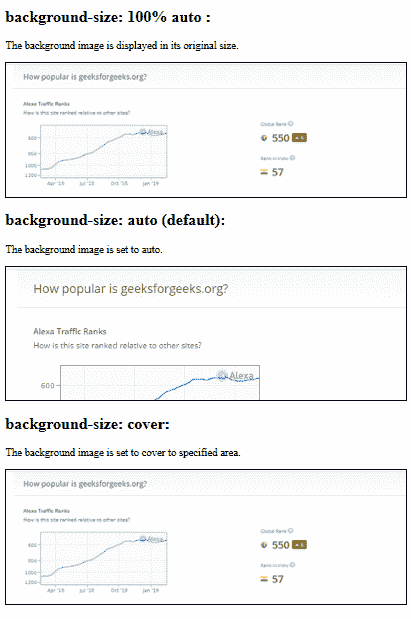 background-size: 100% auto :
The background image is displayed in its original size.
How popular is geeksforgeeks.org?
Alexa Traffic Ranks
How is this site ranked relative to other sites?
Alexa
600
800
1000
1200
Apr '18 Jul '18 Oct '18 Jan '19
Global Rank
550 5
Rank in India
57
background-size: auto (default):
The background image is set to auto.
How popular is geeksforgeeks.org?
Alexa Traffic Ranks
How is this site ranked relative to other sites?
Alexa
600
background-size: cover:
The background image is set to cover to specified area.
How popular is geeksforgeeks.org?
Alexa Traffic Ranks
How is this site ranked relative to other sites?
Alexa
600
800
1000
1200
Apr '18 Jul '18 Oct '18 Jan '19
Global Rank
550 5
Rank in India
57